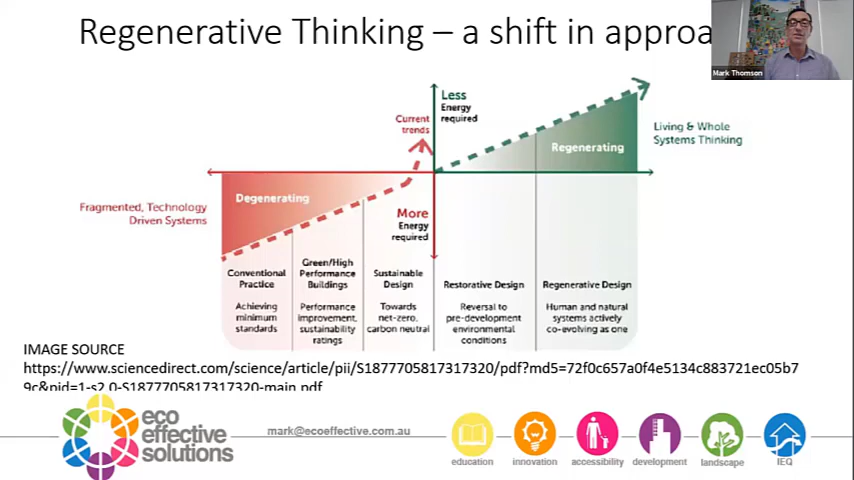 Regenerative Thinking – a shift in approa
Mark Thomson
Less
Energy
required
Current
trends
Living & Whole
Systems Thinking
Regenerating
Degenerating
Fragmented, Technology
Driven Systems
More
Energy
required
Conventional
Practice
Achieving
minimum
standards
Green/High
Performance
Buildings
Performance
improvement,
sustainability
ratings
Sustainable
Design
Towards
net-zero,
carbon neutral
Restorative Design
Reversal to
pre-development
environmental
conditions
Regenerative Design
Human and natural
systems actively
co-evolving as one
IMAGE SOURCE
https://www.sciencedirect.com/science/article/pii/S1877705817317320/pdf?md5=72f0c657a0f4e5134c883721ec05b7
9c&pid=1-s2.0-S1877705817317320-main.pdf
eco
effective
solutions
mark@ecoeffective.com.au
education
innovation
accessibility
development
landscape
IEQ